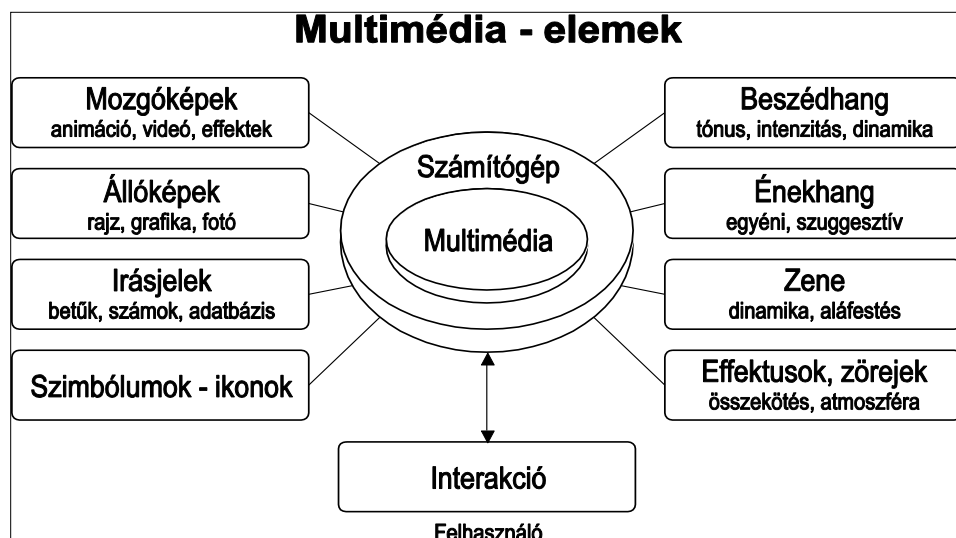 Multimédia - elemek
Mozgóképek
animáció, videó, effektek
Állóképek
rajz, grafika, fotó
Irásjelek
betűk, számok, adatbázis
Szimbólumok - ikonok
Számítógép
Multimédia
Beszédhang
tónus, intenzitás, dinamika
Énekhang
egyéni, szuggesztív
Zene
dinamika, aláfestés
Effektusok, zörejek
összekötés, atmoszféra
Interakció
Felhasználó